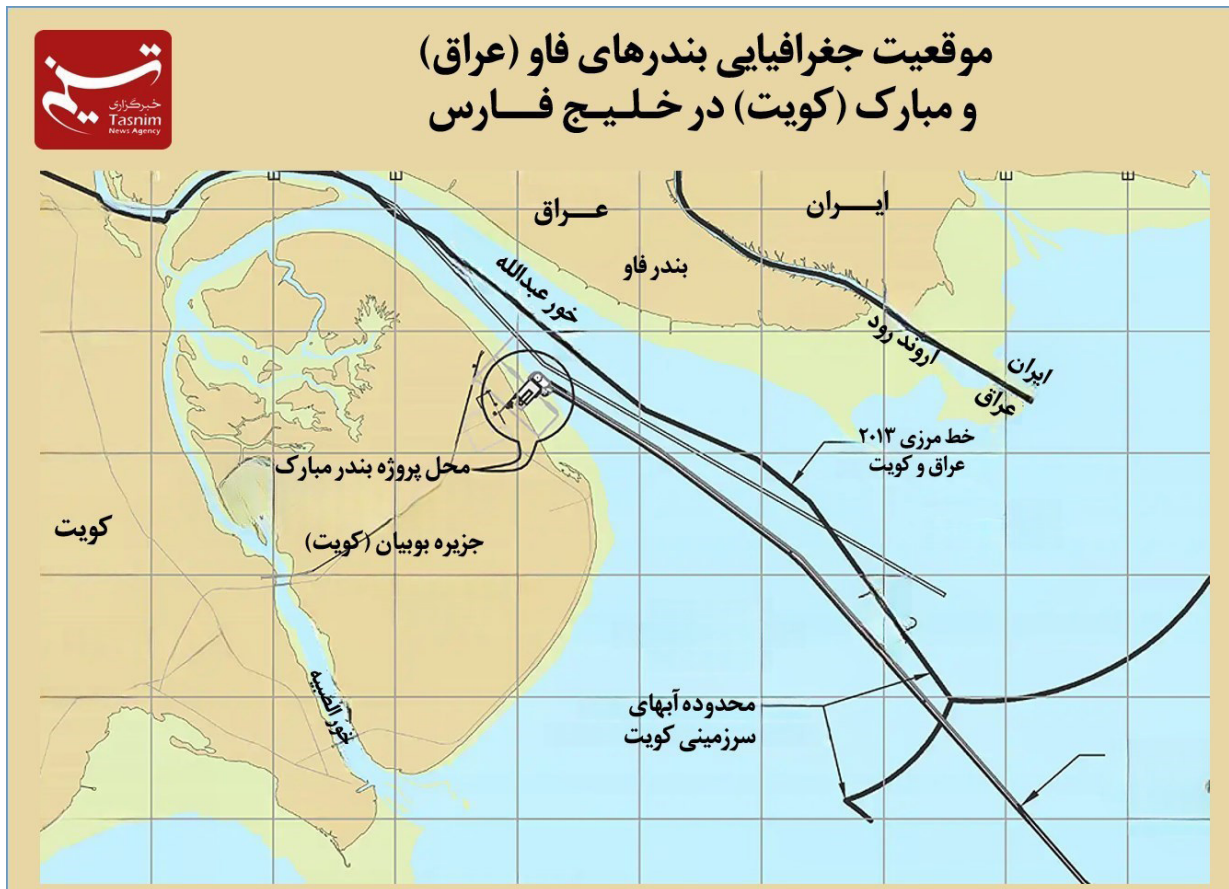 موقعیت جغرافیایی بندرهای فاو (عراق)
و مبارک (کویت) در خلیج فارس
تسنیم
خبرگزاری
Tasnim
News Agency
ایران
عراق
بندر فاو
خور عبدالله
اروند رود
ایران
عراق
خط مرزی ۲۰۱۳
عراق و کویت
محل پروژه بندر مبارک
کویت
جزیره بوبیان (کویت)
خور الضبیه
محدوده آبهای
سرزمینی کویت